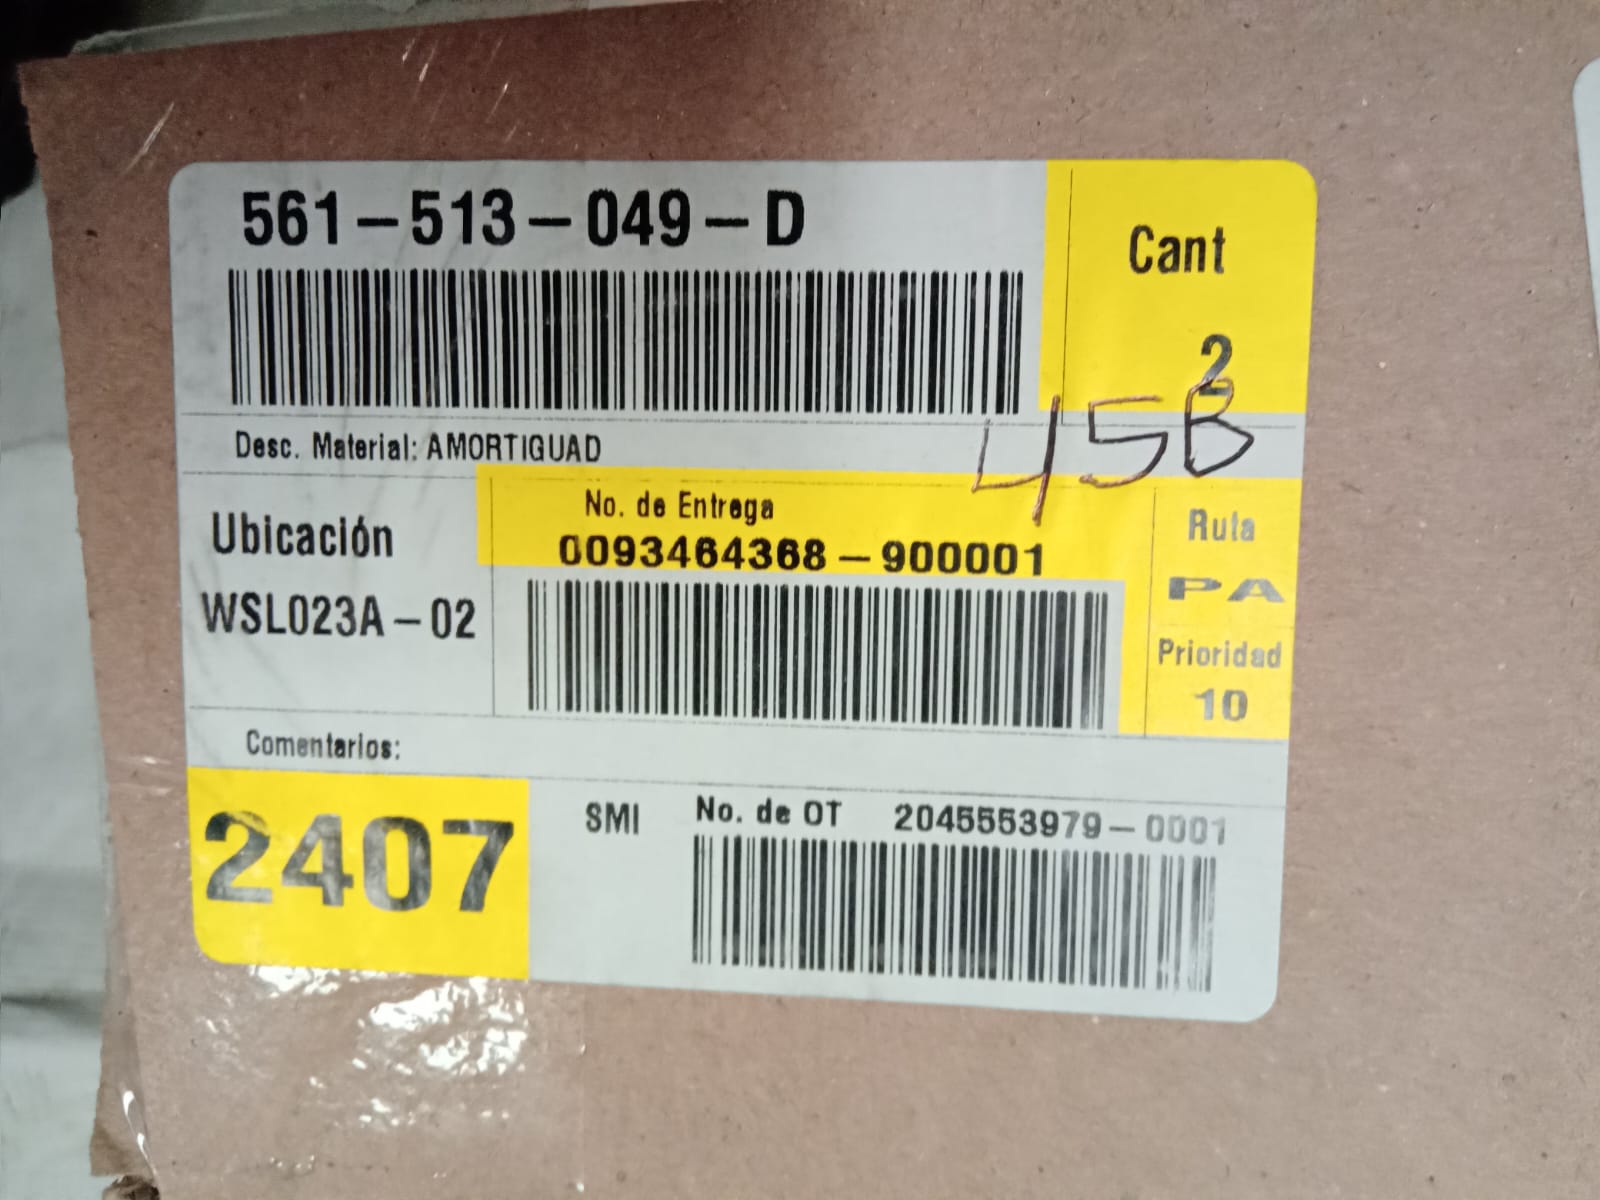 561-513-049-D
Cant
2
45B
Desc. Material: AMORTIGUAD
Ubicación
WSL023A-02
No. de Entrega
0093464368-900001
Ruta
PA
Prioridad
10
Comentarios:
2407
SMI
No. de OT 2045553979-0001